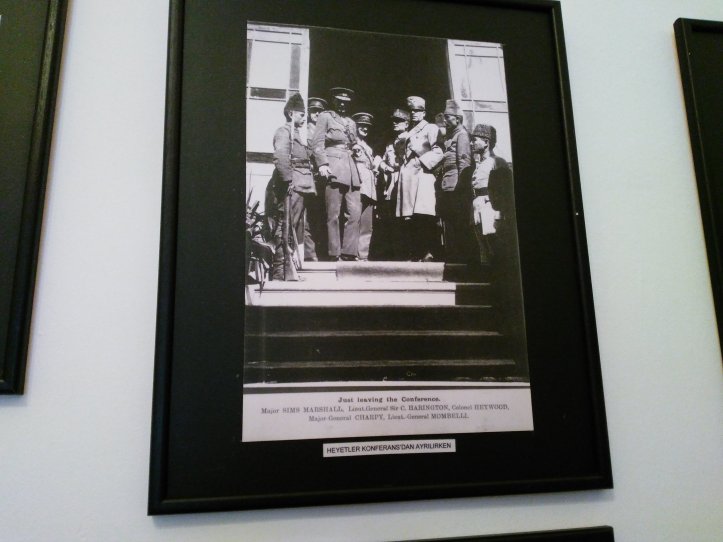 Just leaving the Conference.
Major SIMS MARSHALL, Lieut.General Sir C. HARINGTON, Colonel HEYWOOD,
Major-General CHARPY, Lieut.-General MOMBELLI.
HEYETLER KONFERANS'DAN AYRILIRKEN